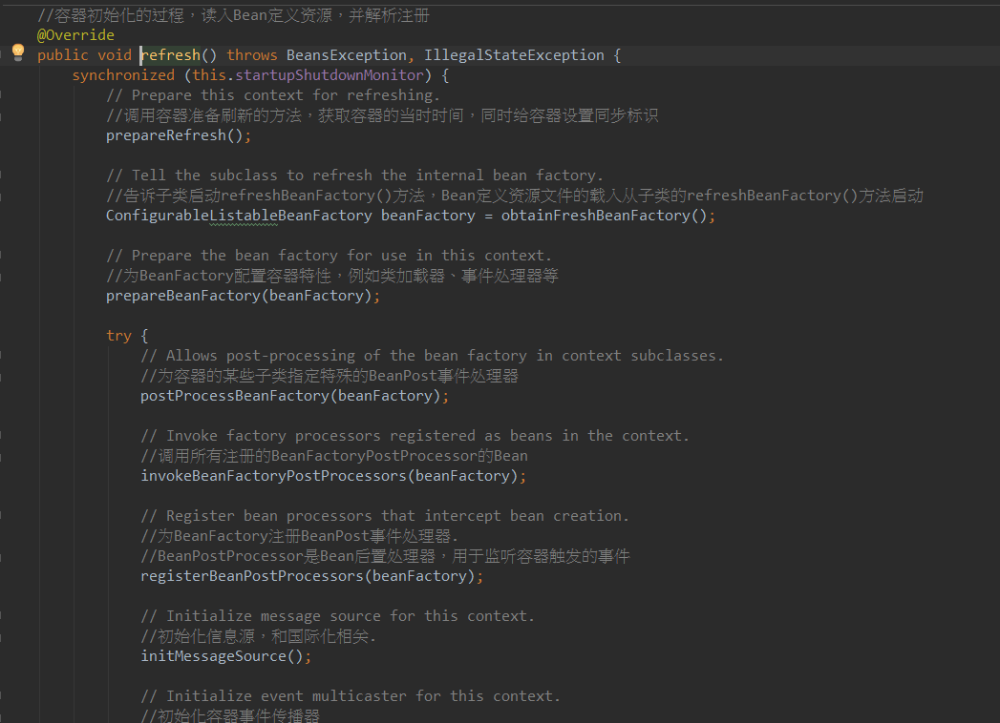 //容器初始化的过程，读入Bean定义资源，并解析注册
@Override
public void refresh() throws BeansException, IllegalStateException {
synchronized (this.startupShutdownMonitor) {
// Prepare this context for refreshing.
//调用容器准备刷新的方法，获取容器的当时时间，同时给容器设置同步标识
prepareRefresh();
// Tell the subclass to refresh the internal bean factory.
//告诉子类启动refreshBeanFactory()方法，Bean定义资源文件的载入从子类的refreshBeanFactory()方法启动
ConfigurableListableBeanFactory beanFactory = obtainFreshBeanFactory();
// Prepare the bean factory for use in this context.
//为BeanFactory配置容器特性，例如类加载器、事件处理器等
prepareBeanFactory(beanFactory);
try {
// Allows post-processing of the bean factory in context subclasses.
//为容器的某些子类指定特殊的BeanPost事件处理器
postProcessBeanFactory(beanFactory);
// Invoke factory processors registered as beans in the context.
//调用所有注册的BeanFactoryPostProcessor的Bean
invokeBeanFactoryPostProcessors(beanFactory);
// Register bean processors that intercept bean creation.
//为BeanFactory注册BeanPost事件处理器.
//BeanPostProcessor是Bean后置处理器，用于监听容器触发的事件
registerBeanPostProcessors(beanFactory);
// Initialize message source for this context.
//初始化信息源，和国际化相关.
initMessageSource();
// Initialize event multicaster for this context.
//初始化容器事件传播器